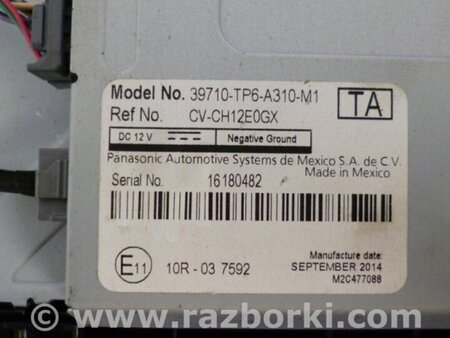 Model No. 39710-TP6-A310-M1
TA
Ref No. CV-CH12E0GX
DC 12 V Negative Ground
Panasonic Automotive Systems de Mexico S.A. de C.V.
Made in Mexico
Serial No. 16180482
E11 10R - 03 7592
Manufacture date:
SEPTEMBER 2014
M2C477088
© www.razborki.com